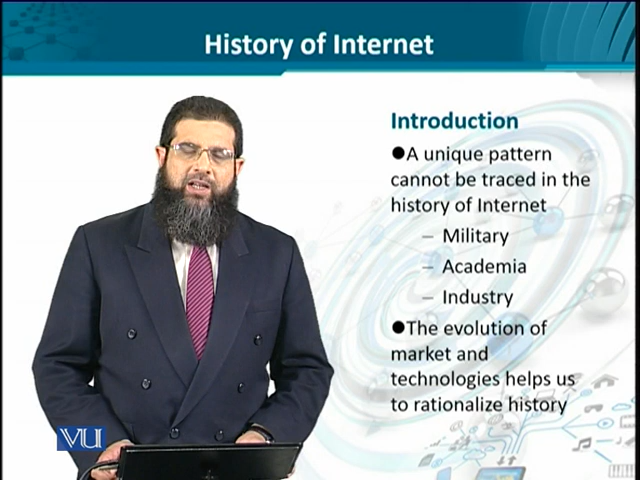 History of Internet
Introduction
●A unique pattern
cannot be traced in the
history of Internet
– Military
– Academia
– Industry
●The evolution of
market and
technologies helps us
to rationalize history
VU